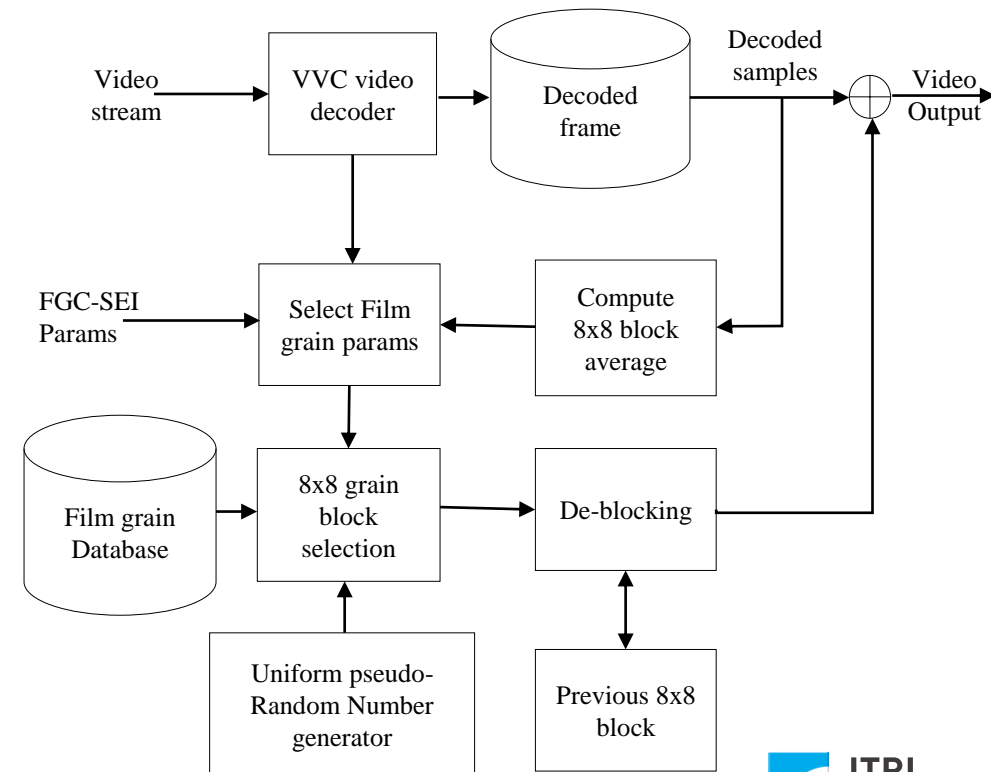 Video
stream
VVC video
decoder
Decoded
frame
Decoded
samples
Video
Output
FGC-SEI
Params
Select Film
grain params
Compute
8x8 block
average
Film grain
Database
8x8 grain
block
selection
De-blocking
Uniform pseudo-
Random Number
generator
Previous 8x8
block